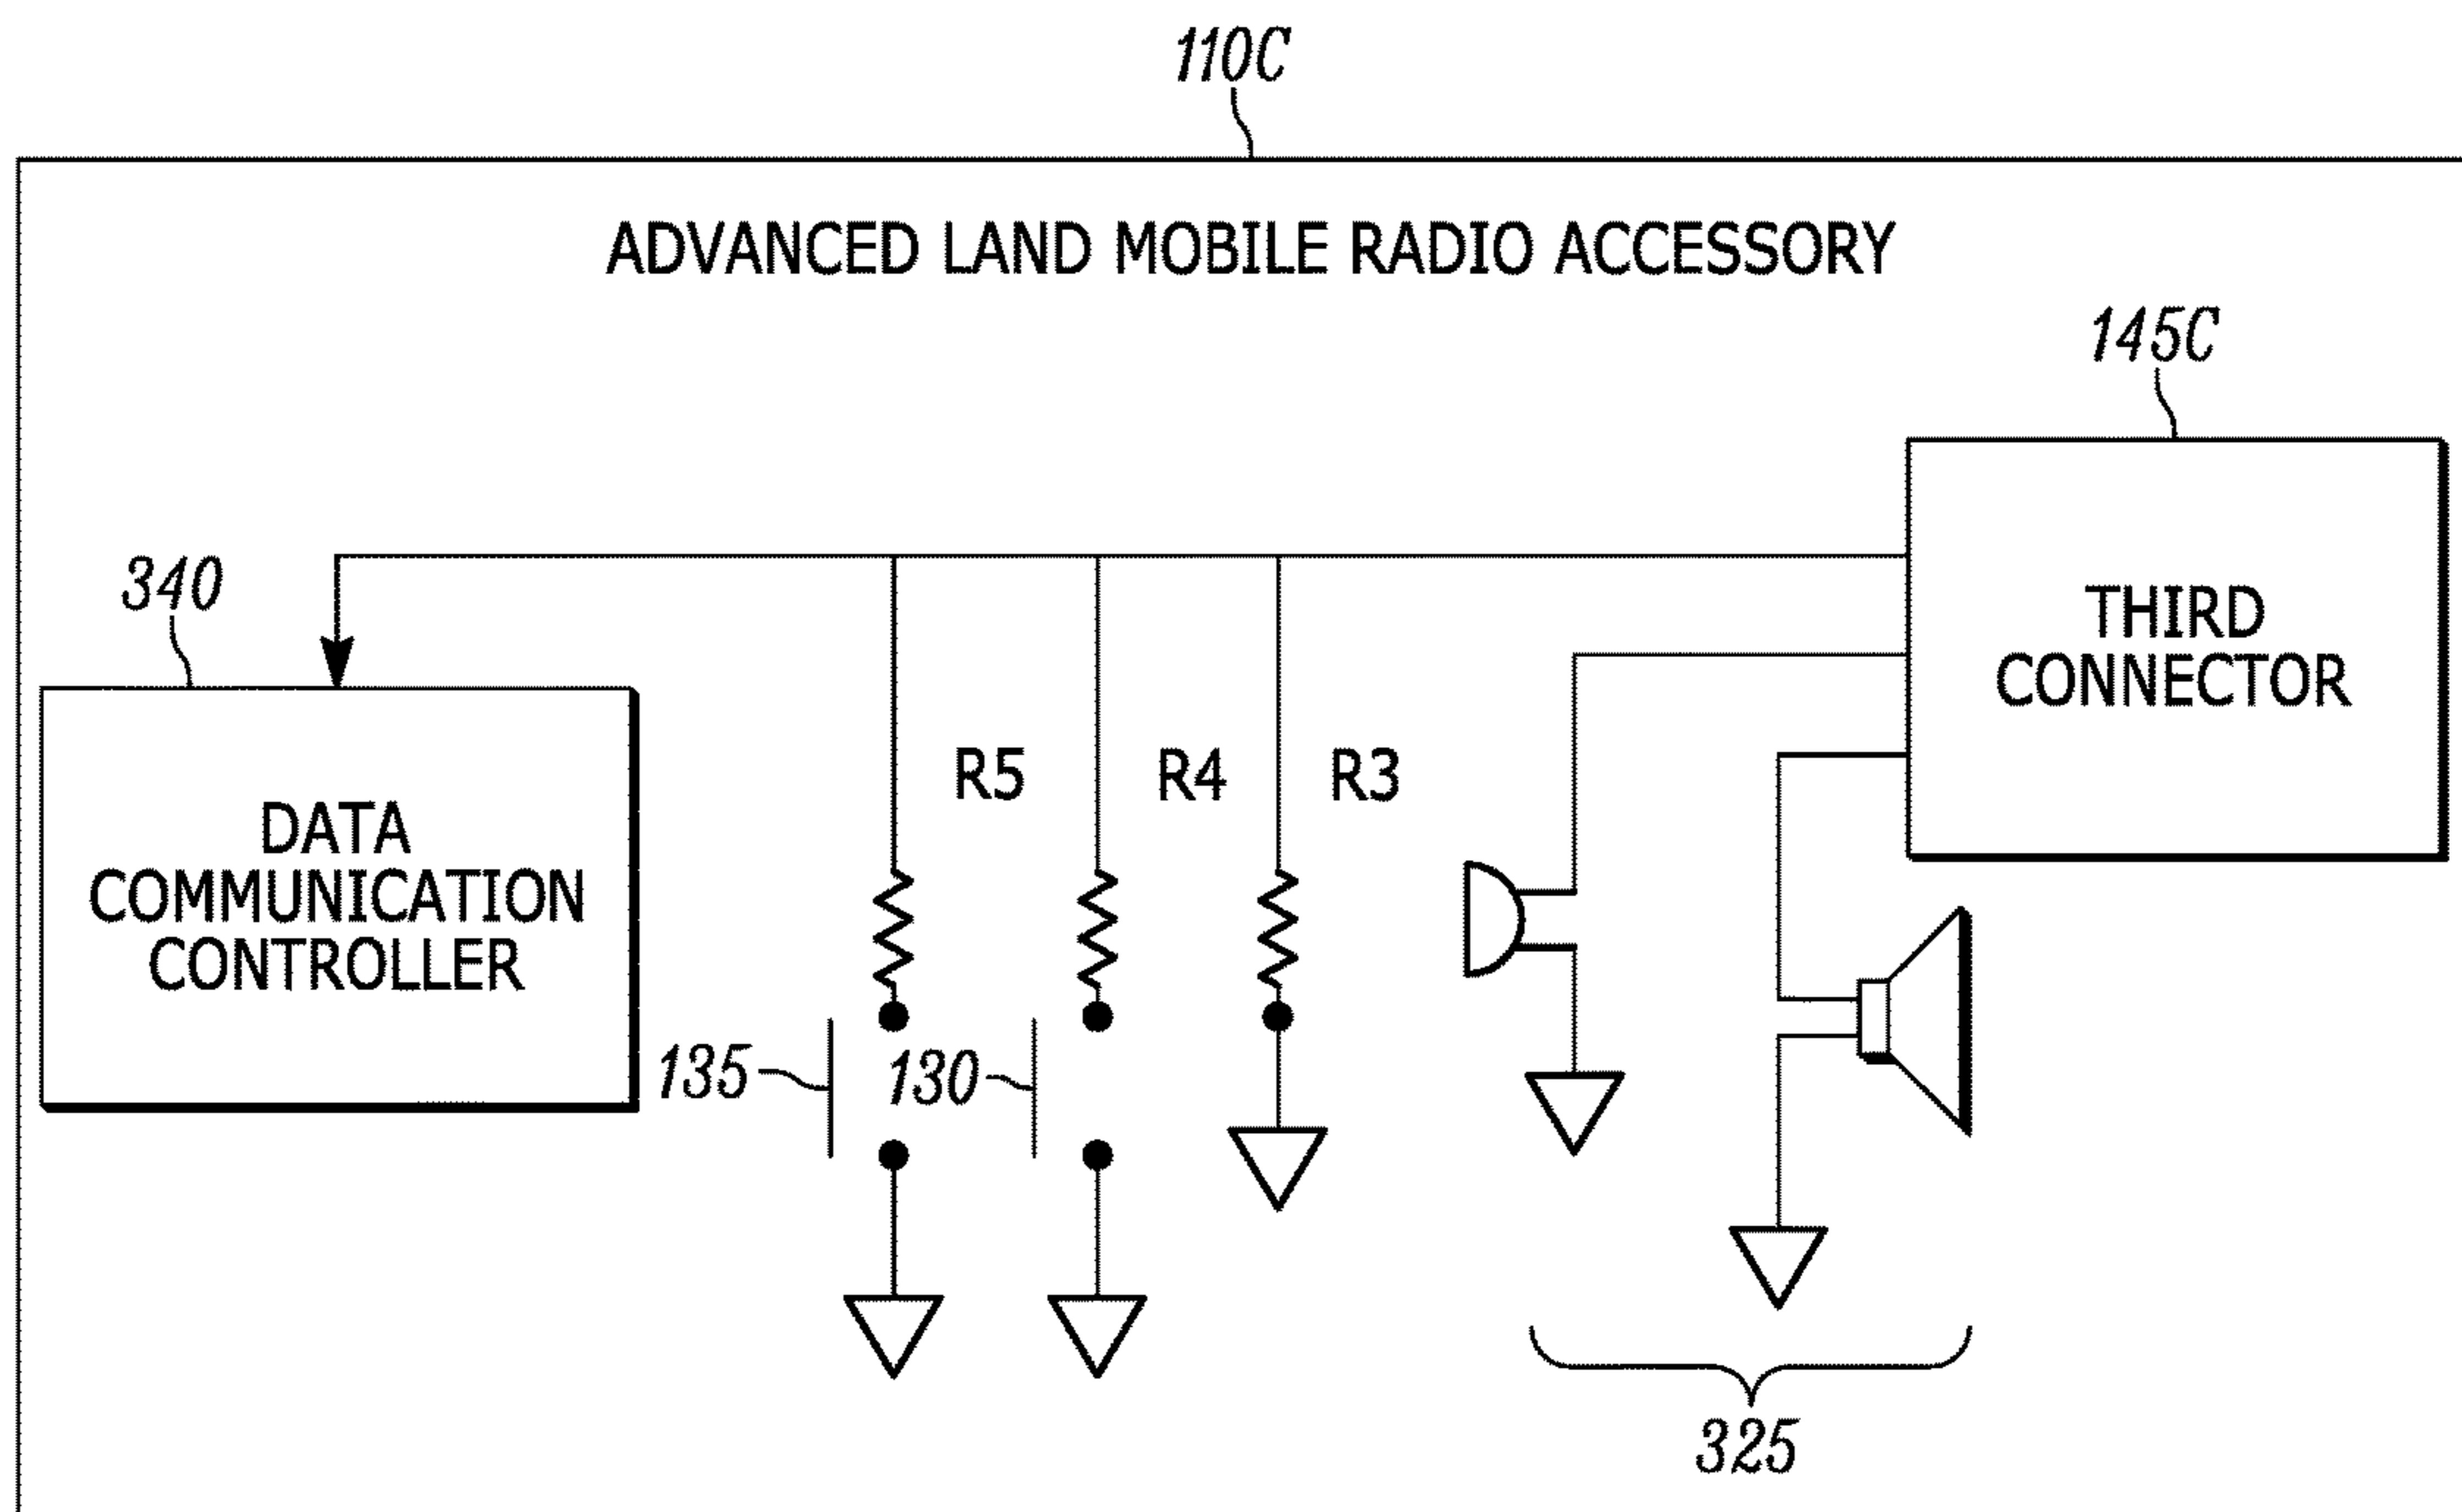 110C
ADVANCED LAND MOBILE RADIO ACCESSORY
145C
340
THIRD
CONNECTOR
R5
R4
R3
DATA
COMMUNICATION
CONTROLLER
135
130
325